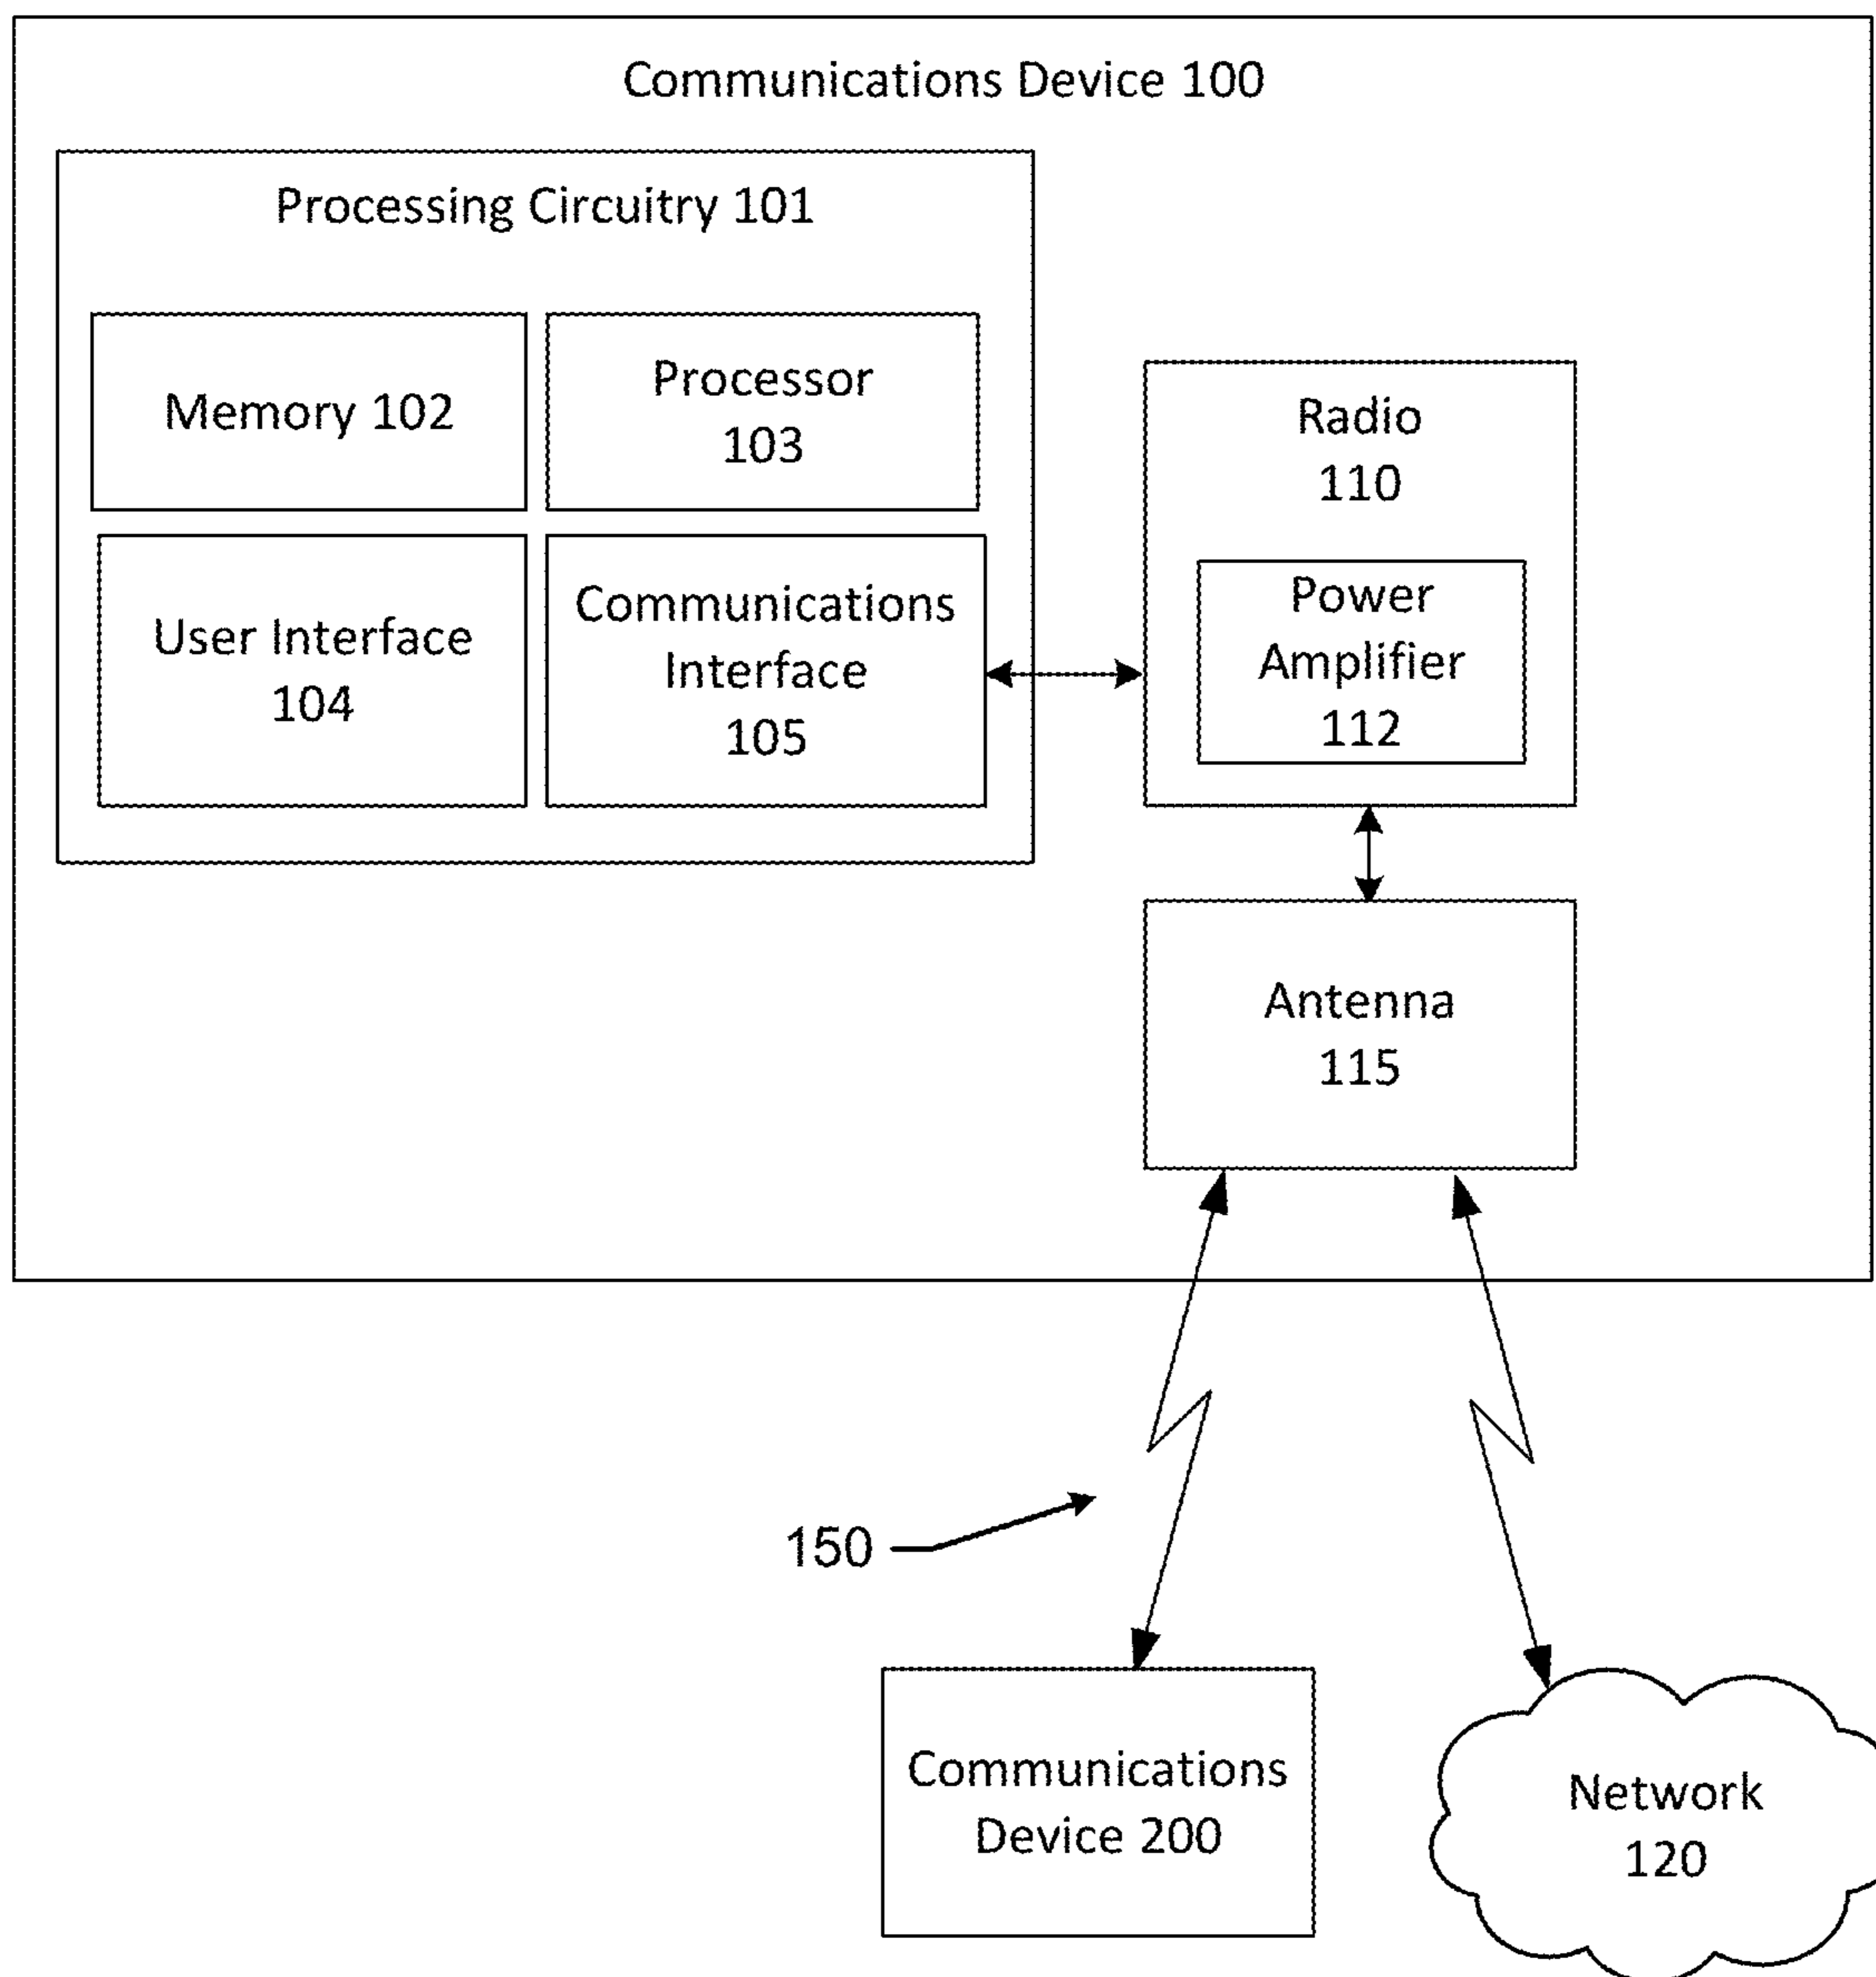 Communications Device 100
Processing Circuitry 101
Memory 102
Processor
103
User Interface
104
Communications
Interface
105
Radio
110
Power
Amplifier
112
Antenna
115
150
Communications
Device 200
Network
120